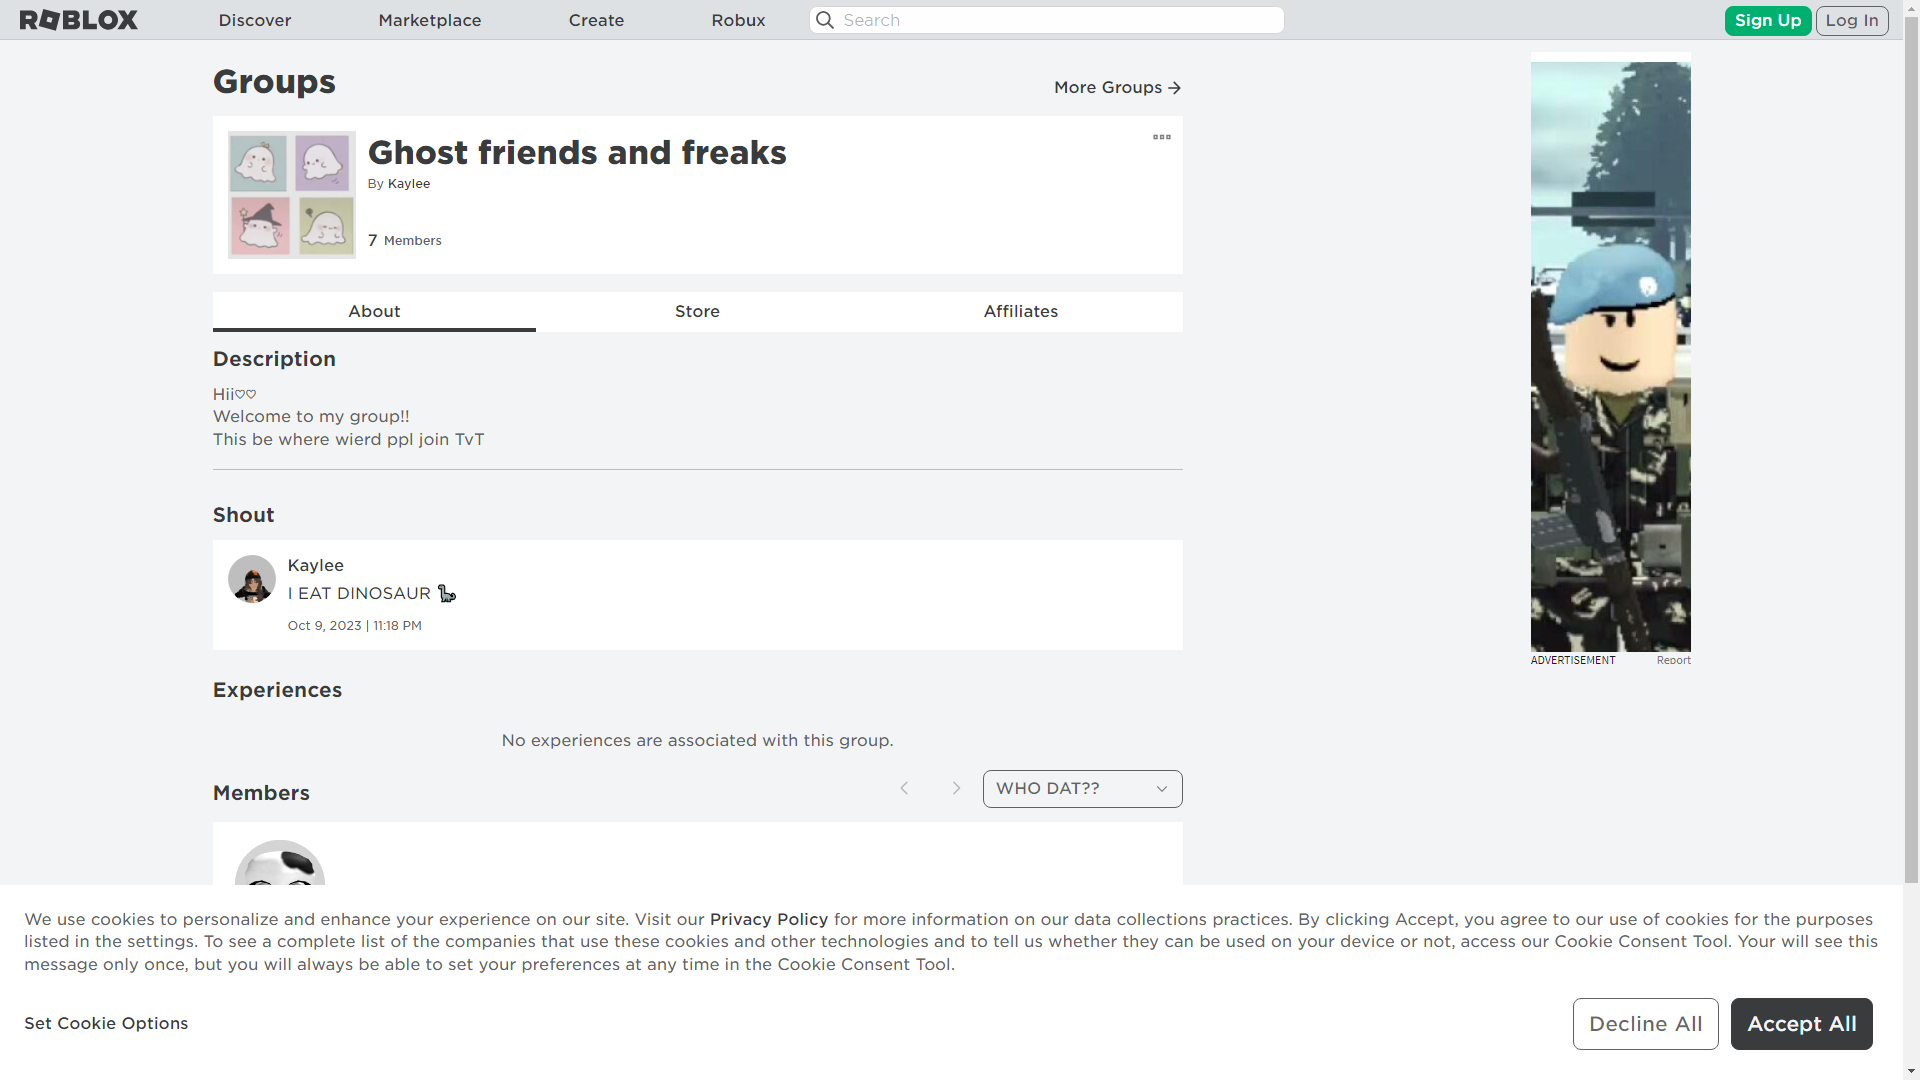 ROBLOX
Discover
Marketplace
Create
Robux
Search
Sign Up
Log In
Groups
More Groups
Ghost friends and freaks
By Kaylee
7 Members
About
Store
Affiliates
Description
Hii♡♡
Welcome to my group!!
This be where wierd ppl join TvT
Shout
Kaylee
I EAT DINOSAUR 🦕
Oct 9, 2023 | 11:18 PM
ADVERTISEMENT
Report
Experiences
No experiences are associated with this group.
Members
WHO DAT??
We use cookies to personalize and enhance your experience on our site. Visit our Privacy Policy for more information on our data collections practices. By clicking Accept, you agree to our use of cookies for the purposes
listed in the settings. To see a complete list of the companies that use these cookies and other technologies and to tell us whether they can be used on your device or not, access our Cookie Consent Tool. Your will see this
message only once, but you will always be able to set your preferences at any time in the Cookie Consent Tool.
Set Cookie Options
Decline All
Accept All